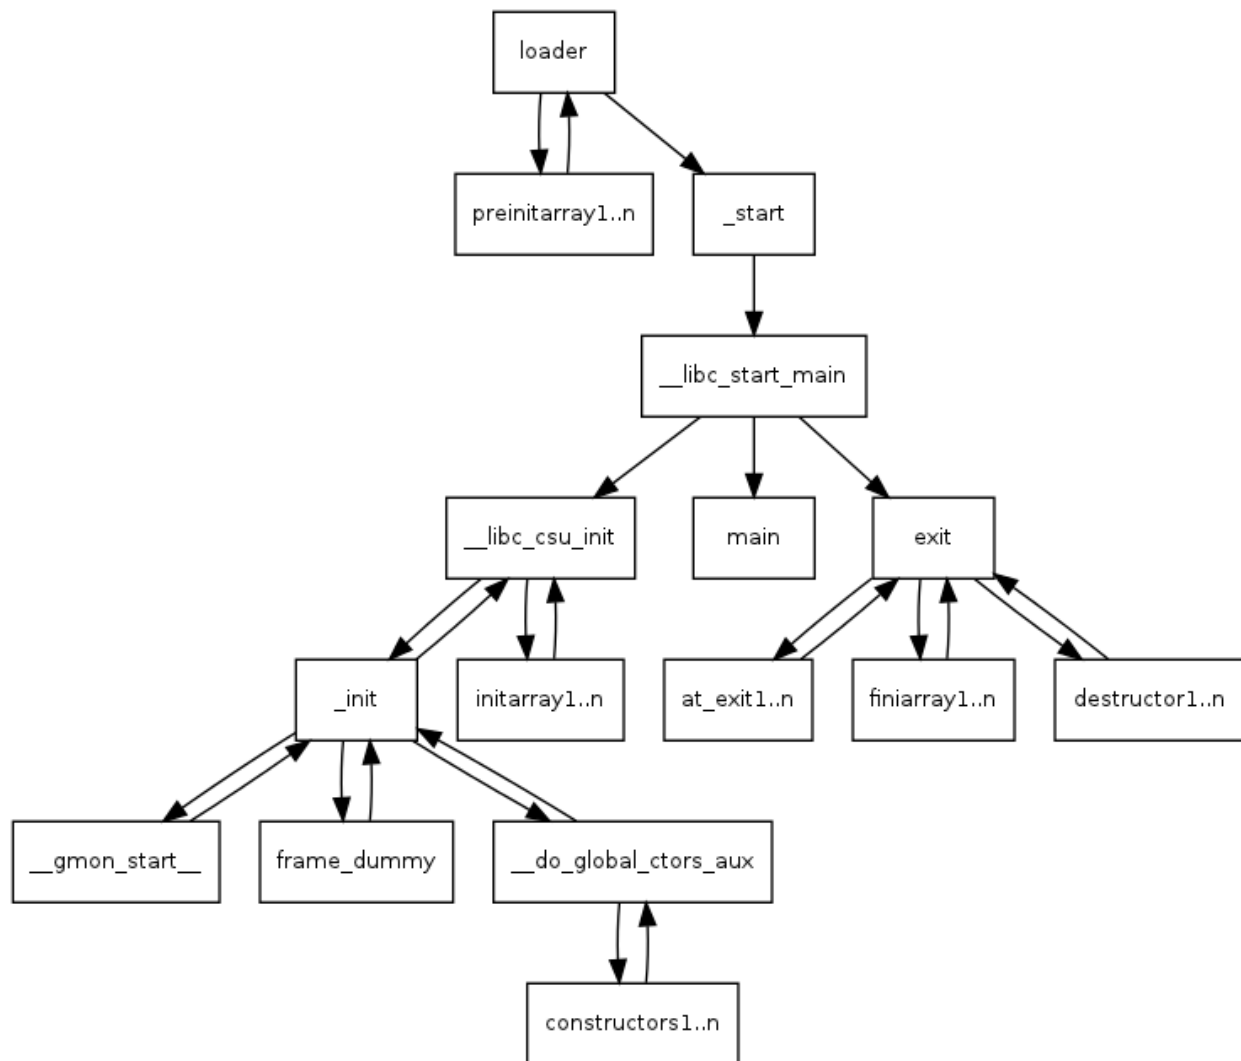 loader
preinitarray1..n
_start
__libc_start_main
__libc_csu_init
main
exit
_init
initarray1..n
at_exit1..n
finiarray1..n
destructor1..n
__gmon_start__
frame_dummy
__do_global_ctors_aux
constructors1..n